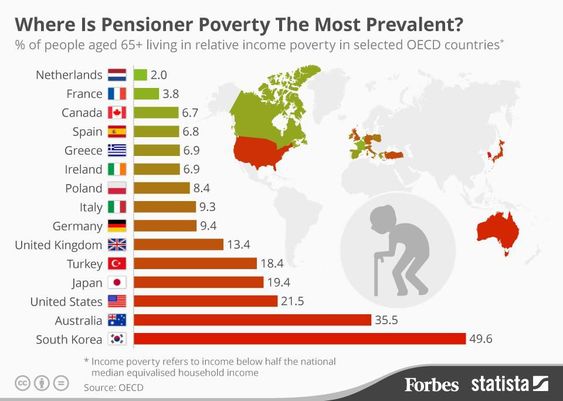 Where Is Pensioner Poverty The Most Prevalent?
% of people aged 65+ living in relative income poverty in selected OECD countries*
Netherlands 2.0
France 3.8
Canada 6.7
Spain 6.8
Greece 6.9
Ireland 6.9
Poland 8.4
Italy 9.3
Germany 9.4
United Kingdom 13.4
Turkey 18.4
Japan 19.4
United States 21.5
Australia 35.5
South Korea 49.6
* Income poverty refers to income below half the national
median equivalised household income
Source: OECD
Forbes statista